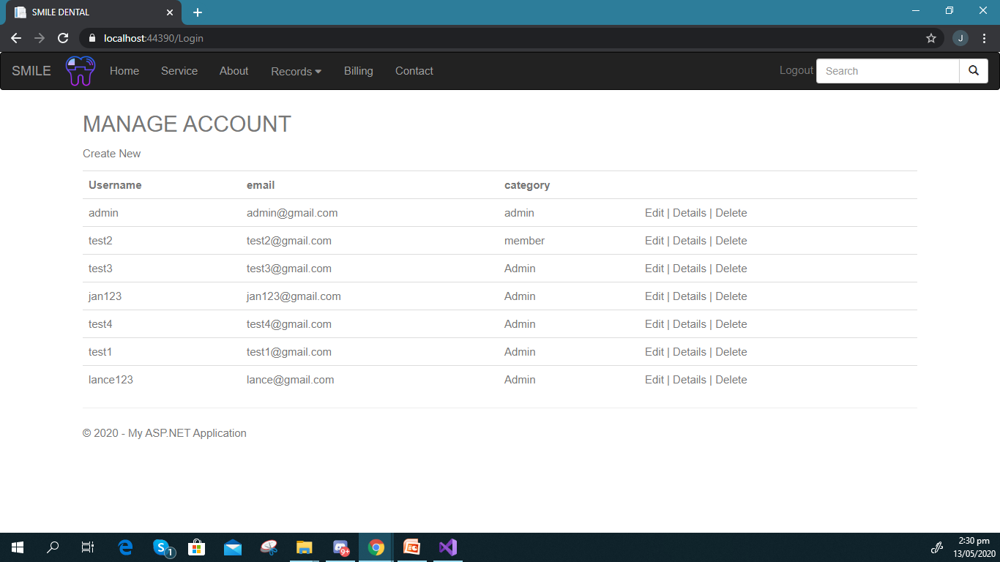 SMILE DENTAL
localhost:44390/Login
J
SMILE Home Service About Records Billing Contact Logout Search
MANAGE ACCOUNT
Create New
Username email category
admin admin@gmail.com admin Edit | Details | Delete
test2 test2@gmail.com member Edit | Details | Delete
test3 test3@gmail.com Admin Edit | Details | Delete
jan123 jan123@gmail.com Admin Edit | Details | Delete
test4 test4@gmail.com Admin Edit | Details | Delete
test1 test1@gmail.com Admin Edit | Details | Delete
lance123 lance@gmail.com Admin Edit | Details | Delete
© 2020 - My ASP.NET Application
1
9+
2:30 pm
13/05/2020